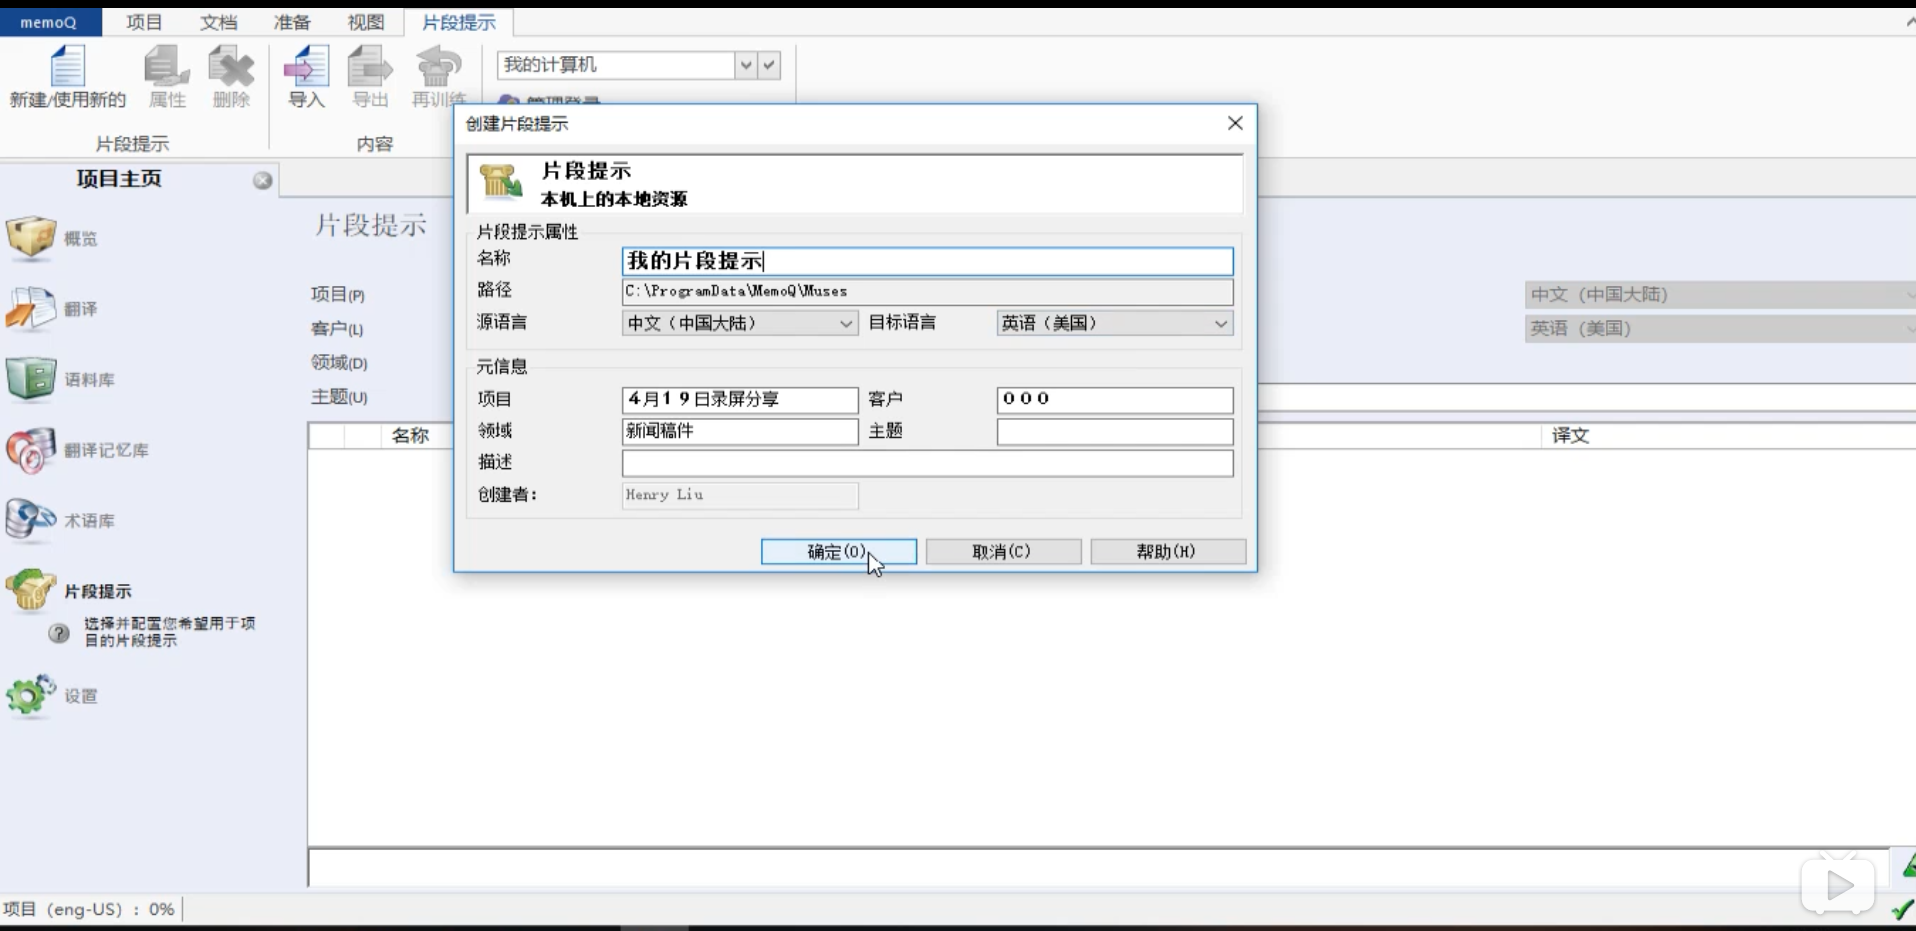 memoQ 项目 文档 准备 视图 片段提示
我的计算机
新建/使用新的 属性 删除 导入 导出 再训练
管理登录
片段提示 内容
创建片段提示
片段提示
本机上的本地资源
片段提示属性
名称 我的片段提示
路径 C:\ProgramData\MemoQ\Muses
源语言 中文（中国大陆） 目标语言 英语（美国）
元信息
项目 4月19日录屏分享 客户 000
领域 新闻稿件 主题
描述
创建者： Henry Liu
确定(O) 取消(C) 帮助(H)
项目主页
概览
翻译
语料库
翻译记忆库
术语库
片段提示
选择并配置您希望用于项
目的片段提示
设置
片段提示
项目(P) 中文（中国大陆）
客户(L) 英语（美国）
领域(D)
主题(U)
名称 译文
项目（eng-US）：0%